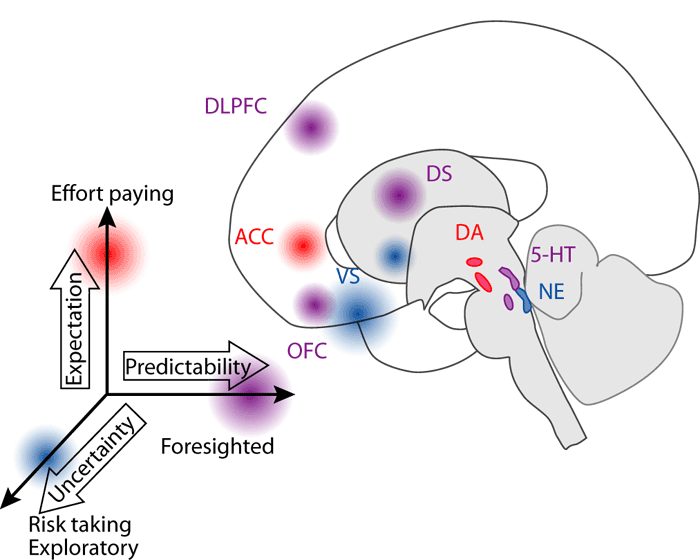 DLPFC
DS
Effort paying
ACC
DA
5-HT
VS
NE
Expectation
OFC
Predictability
Foresighted
Uncertainty
Risk taking
Exploratory